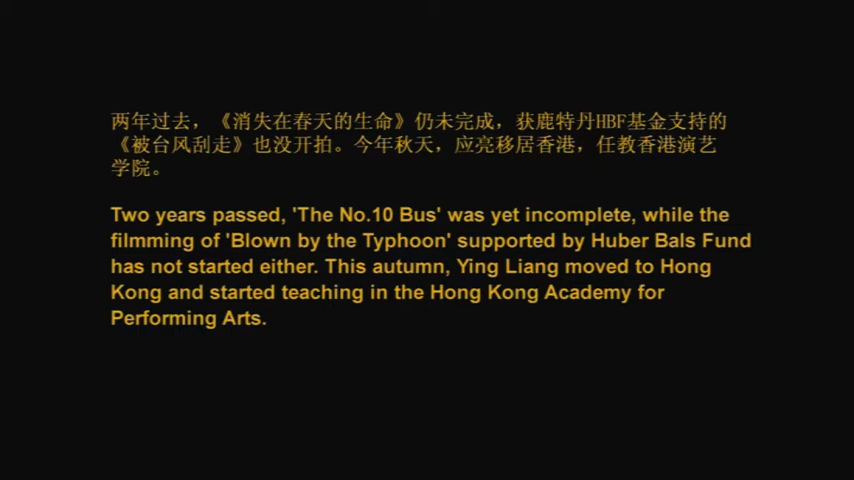 两年过去，《消失在春天的生命》仍未完成，获鹿特丹HBF基金支持的
《被台风刮走》也没开拍。今年秋天，应亮移居香港，任教香港演艺
学院。
Two years passed, 'The No.10 Bus' was yet incomplete, while the
filmming of 'Blown by the Typhoon' supported by Huber Bals Fund
has not started either. This autumn, Ying Liang moved to Hong
Kong and started teaching in the Hong Kong Academy for
Performing Arts.